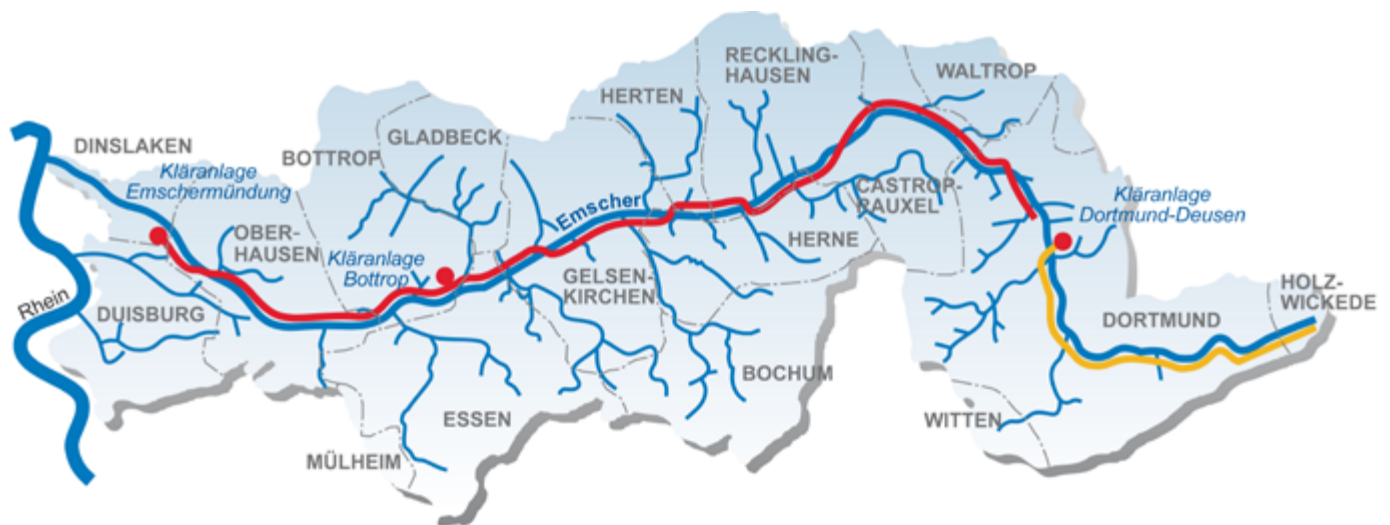 RECKLING-
HAUSEN
WALTROP
HERTEN
DINSLAKEN
GLADBECK
BOTTROP
Kläranlage
Emschermündung
CASTROP-
RAUXEL
Kläranlage
Dortmund-Deusen
Emscher
OBER-
HAUSEN
Kläranlage
Bottrop
HERNE
GELSEN-
KIRCHEN
HOLZ-
WICKEDE
Rhein
DUISBURG
DORTMUND
BOCHUM
ESSEN
WITTEN
MÜLHEIM